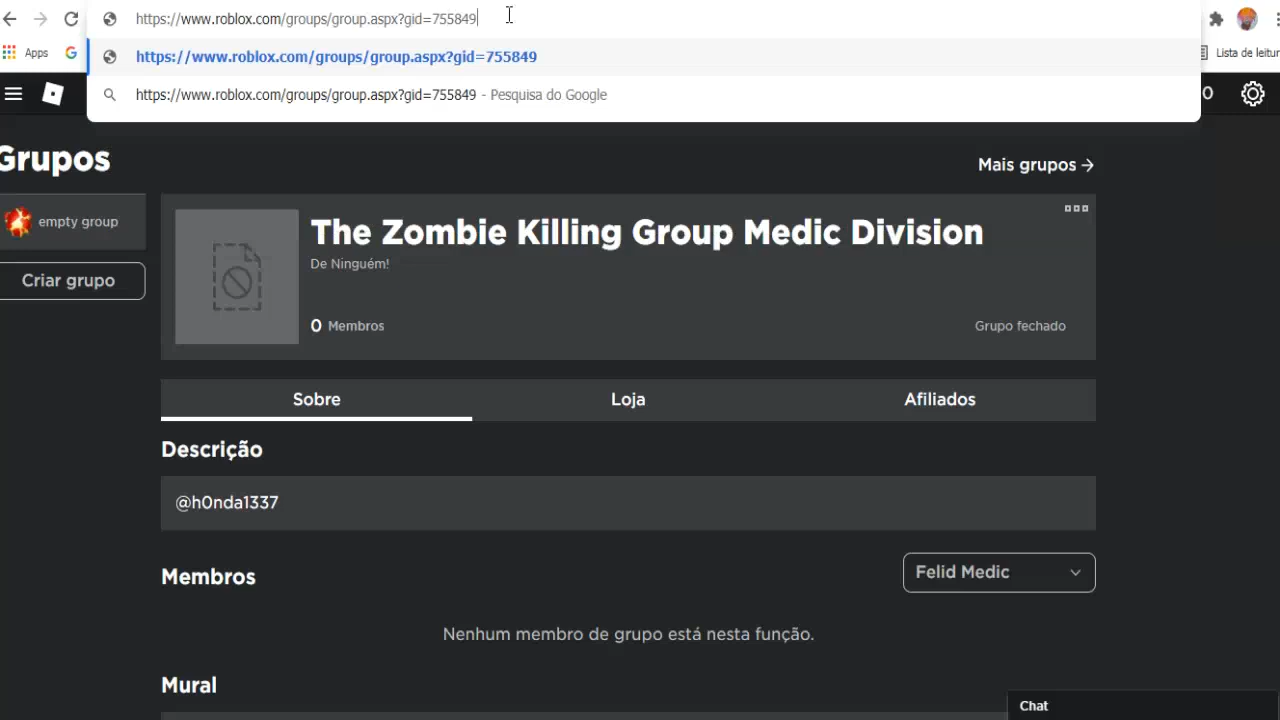 https://www.roblox.com/groups/group.aspx?gid=755849
Apps
https://www.roblox.com/groups/group.aspx?gid=755849
Lista de leitur
https://www.roblox.com/groups/group.aspx?gid=755849 - Pesquisa do Google
0
Grupos
Mais grupos
empty group
The Zombie Killing Group Medic Division
De Ninguém!
Criar grupo
0 Membros
Grupo fechado
Sobre
Loja
Afiliados
Descrição
@h0nda1337
Membros
Felid Medic
Nenhum membro de grupo está nesta função.
Mural
Chat